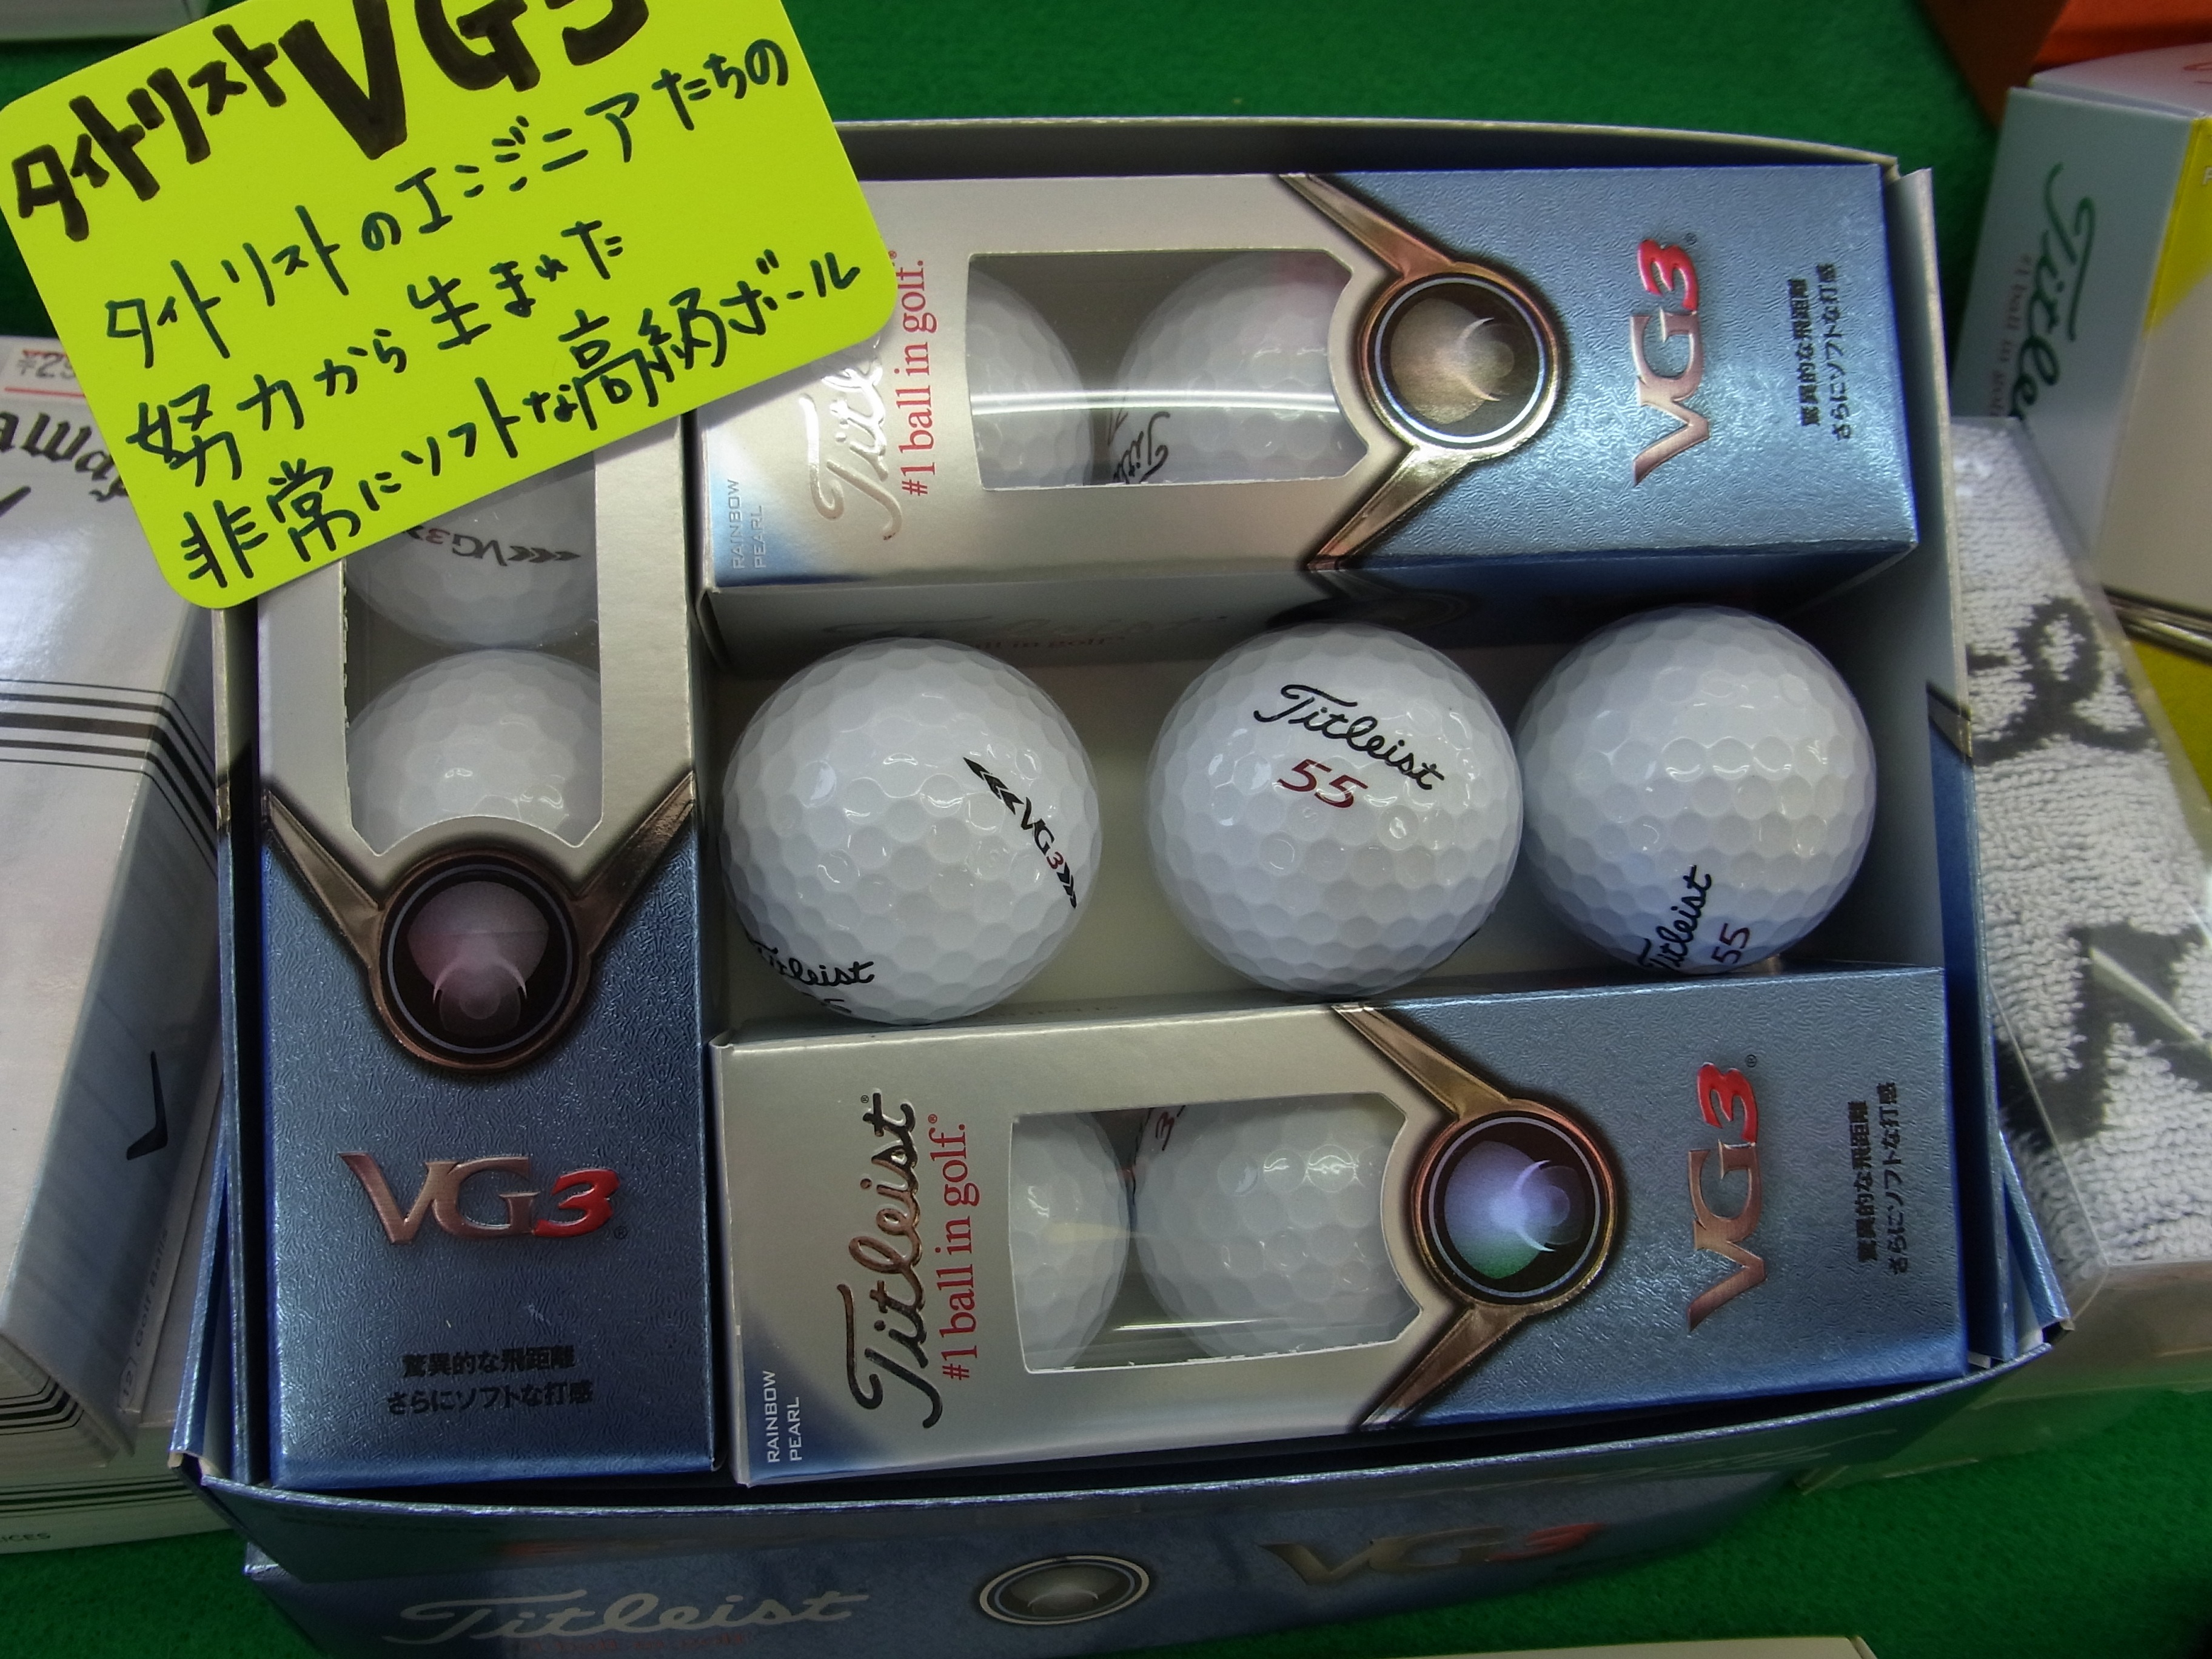 タイトリストVG3
タイトリストのエンジニアたちの
努力から生まれた
非常にソフトな高級ボール
Titleist
#1 ball in golf.®
RAINBOW
PEARL
VG3®
驚異的な飛距離
さらにソフトな打感
VG3
Titleist
Titleist
55
VG3
Titleist
Titleist
55
VG3®
驚異的な飛距離
さらにソフトな打感
Titleist®
#1 ball in golf.®
RAINBOW
PEARL
VG3®
驚異的な飛距離
さらにソフトな打感
Titleist
VG3